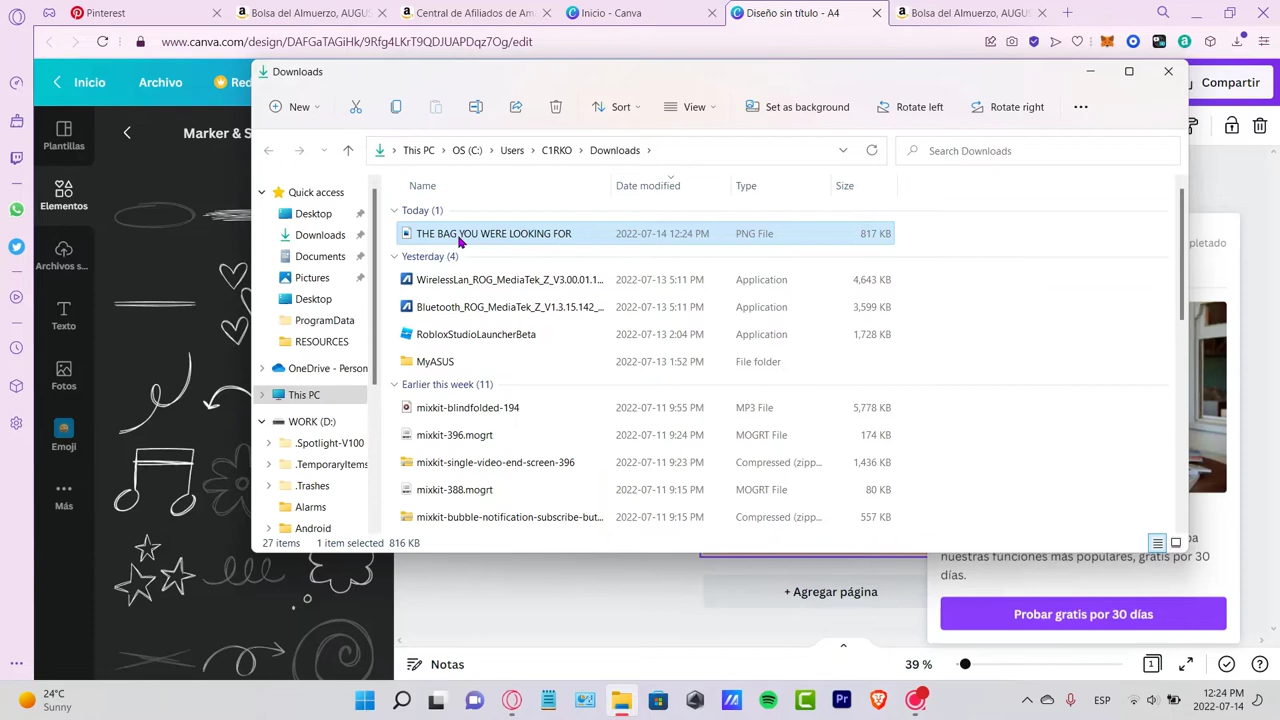 Pinterest
Bolsa del Almuerzo, AUGUS
Central de Afiliados de Amaz
Inicio - Canva
Diseño sin título - A4
Bolsa del Almuerzo, AUGUS
www.canva.com/design/DAFGaTAGiHk/9Rfg4LKrT9QDJUAPDqz7Og/edit
Inicio
Archivo
Compartir
Downloads
New
Sort
View
Set as background
Rotate left
Rotate right
Marker & S
This PC
OS (C:)
Users
C1RKO
Downloads
Search Downloads
Plantillas
Elementos
Archivos s...
Texto
Fotos
Emoji
Más
Quick access
Desktop
Downloads
Documents
Pictures
Desktop
ProgramData
RESOURCES
OneDrive - Person
This PC
WORK (D:)
.Spotlight-V100
.TemporaryItems
.Trashes
Alarms
Android
Name Date modified Type Size
Today (1)
THE BAG YOU WERE LOOKING FOR 2022-07-14 12:24 PM PNG File 817 KB
Yesterday (4)
WirelessLan_ROG_MediaTek_Z_V3.00.01.1... 2022-07-13 5:11 PM Application 4,643 KB
Bluetooth_ROG_MediaTek_Z_V1.3.15.142_... 2022-07-13 5:11 PM Application 3,599 KB
RobloxStudioLauncherBeta 2022-07-13 2:04 PM Application 1,728 KB
MyASUS 2022-07-13 1:52 PM File folder
Earlier this week (11)
mixkit-blindfolded-194 2022-07-11 9:55 PM MP3 File 5,778 KB
mixkit-396.mogrt 2022-07-11 9:24 PM MOGRT File 174 KB
mixkit-single-video-end-screen-396 2022-07-11 9:23 PM Compressed (zipp... 1,436 KB
mixkit-388.mogrt 2022-07-11 9:15 PM MOGRT File 80 KB
mixkit-bubble-notification-subscribe-but... 2022-07-11 9:15 PM Compressed (zipp... 557 KB
27 items 1 item selected 816 KB
nuestras funciones más populares, gratis por 30
días.
Probar gratis por 30 días
+ Agregar página
Notas
39 %
1
24°C
Sunny
ESP
12:24 PM
2022-07-14